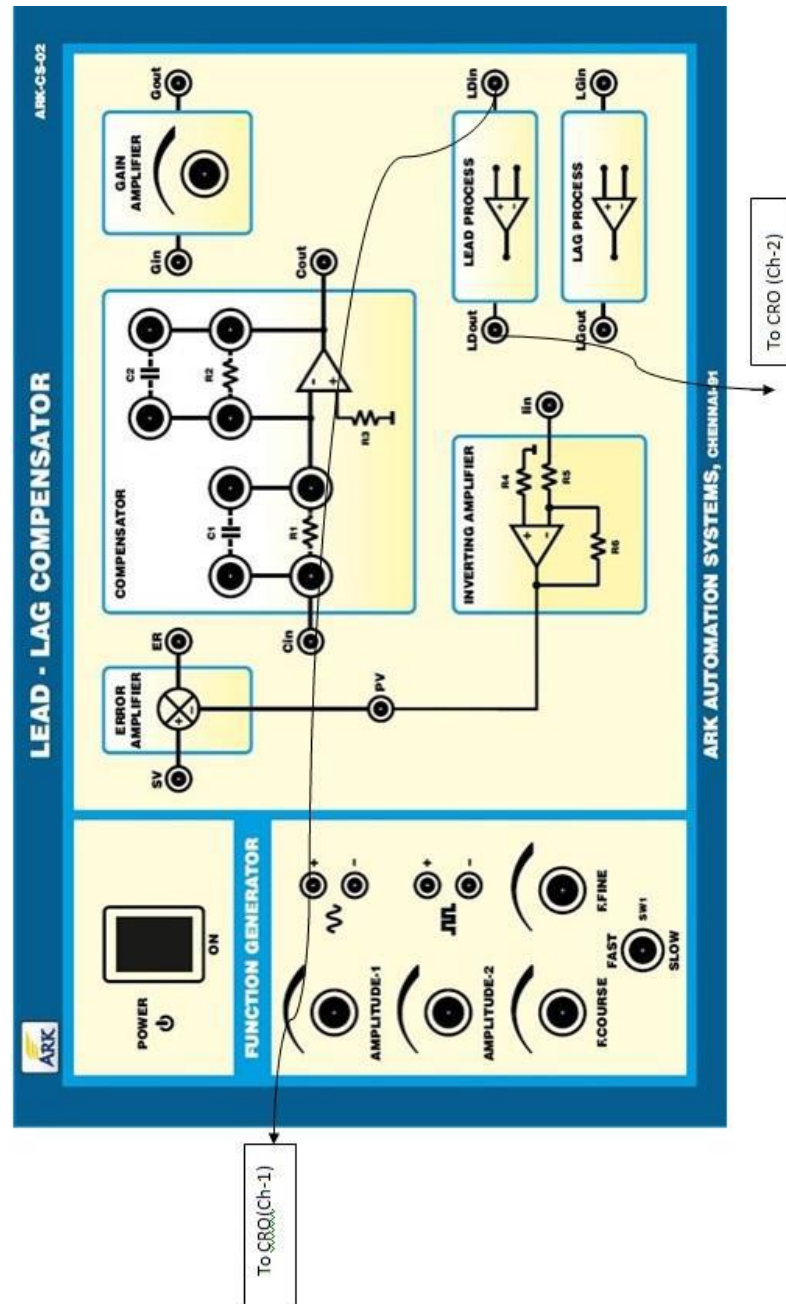 ARK
LEAD - LAG COMPENSATOR
ARK-CS-02
POWER
ON
FUNCTION GENERATOR
+
−
AMPLITUDE-1
+
−
AMPLITUDE-2
F.COURSE
F.FINE
FAST
SW1
SLOW
ERROR
AMPLIFIER
SV
+
−
ER
PV
COMPENSATOR
C1
C2
R1
R2
−
+
R3
Cin
Cout
GAIN
AMPLIFIER
Gin
Gout
INVERTING AMPLIFIER
R4
+
−
R5
R6
Iin
LEAD PROCESS
+
−
LDout
LDin
LAG PROCESS
+
−
LGout
LGin
ARK AUTOMATION SYSTEMS, CHENNAI-91
To CRO(Ch-1)
To CRO (Ch-2)